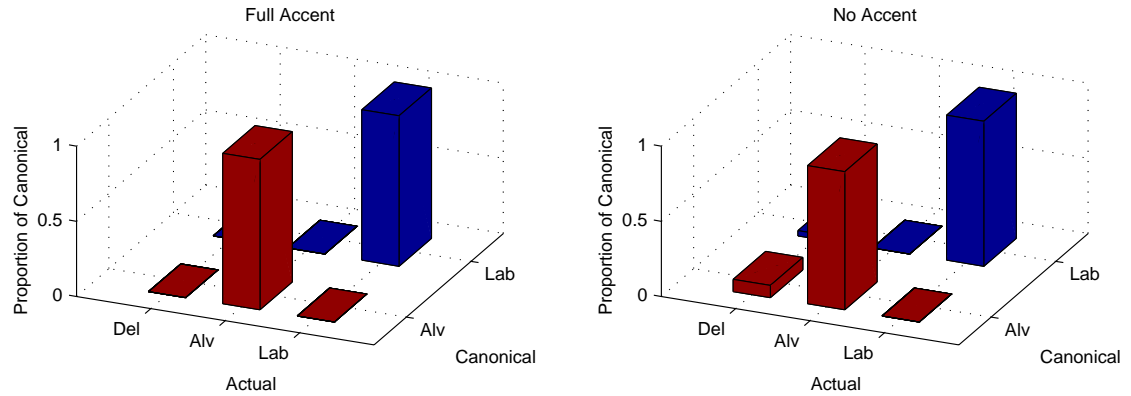 Full Accent
Proportion of Canonical
1
0.5
0
Del
Alv
Lab
Actual
Alv
Lab
Canonical
No Accent
Proportion of Canonical
1
0.5
0
Del
Alv
Lab
Actual
Alv
Lab
Canonical